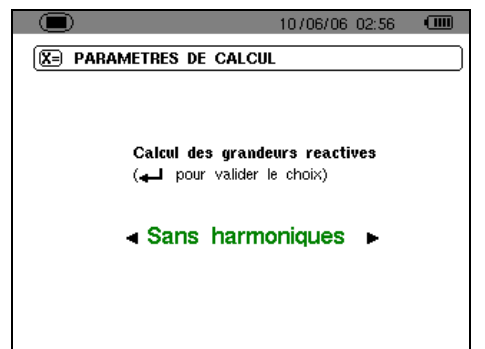 10/06/06 02:56
X= PARAMETRES DE CALCUL
Calcul des grandeurs reactives
(↵ pour valider le choix)
◄ Sans harmoniques ►